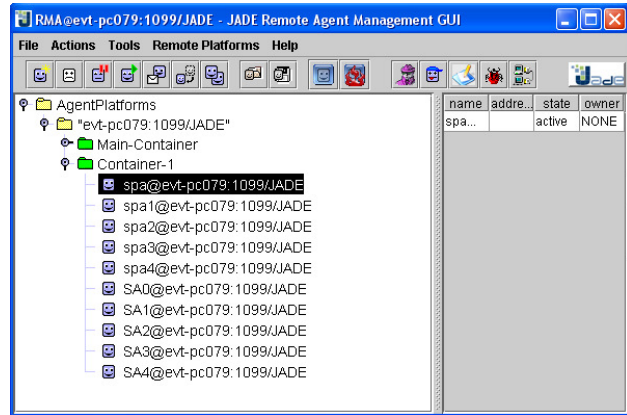 RMA@evt-pc079:1099/JADE - JADE Remote Agent Management GUI
File Actions Tools Remote Platforms Help
Jade
AgentPlatforms
"evt-pc079:1099/JADE"
Main-Container
Container-1
spa@evt-pc079:1099/JADE
spa1@evt-pc079:1099/JADE
spa2@evt-pc079:1099/JADE
spa3@evt-pc079:1099/JADE
spa4@evt-pc079:1099/JADE
SA0@evt-pc079:1099/JADE
SA1@evt-pc079:1099/JADE
SA2@evt-pc079:1099/JADE
SA3@evt-pc079:1099/JADE
SA4@evt-pc079:1099/JADE
name addre... state owner
spa... active NONE